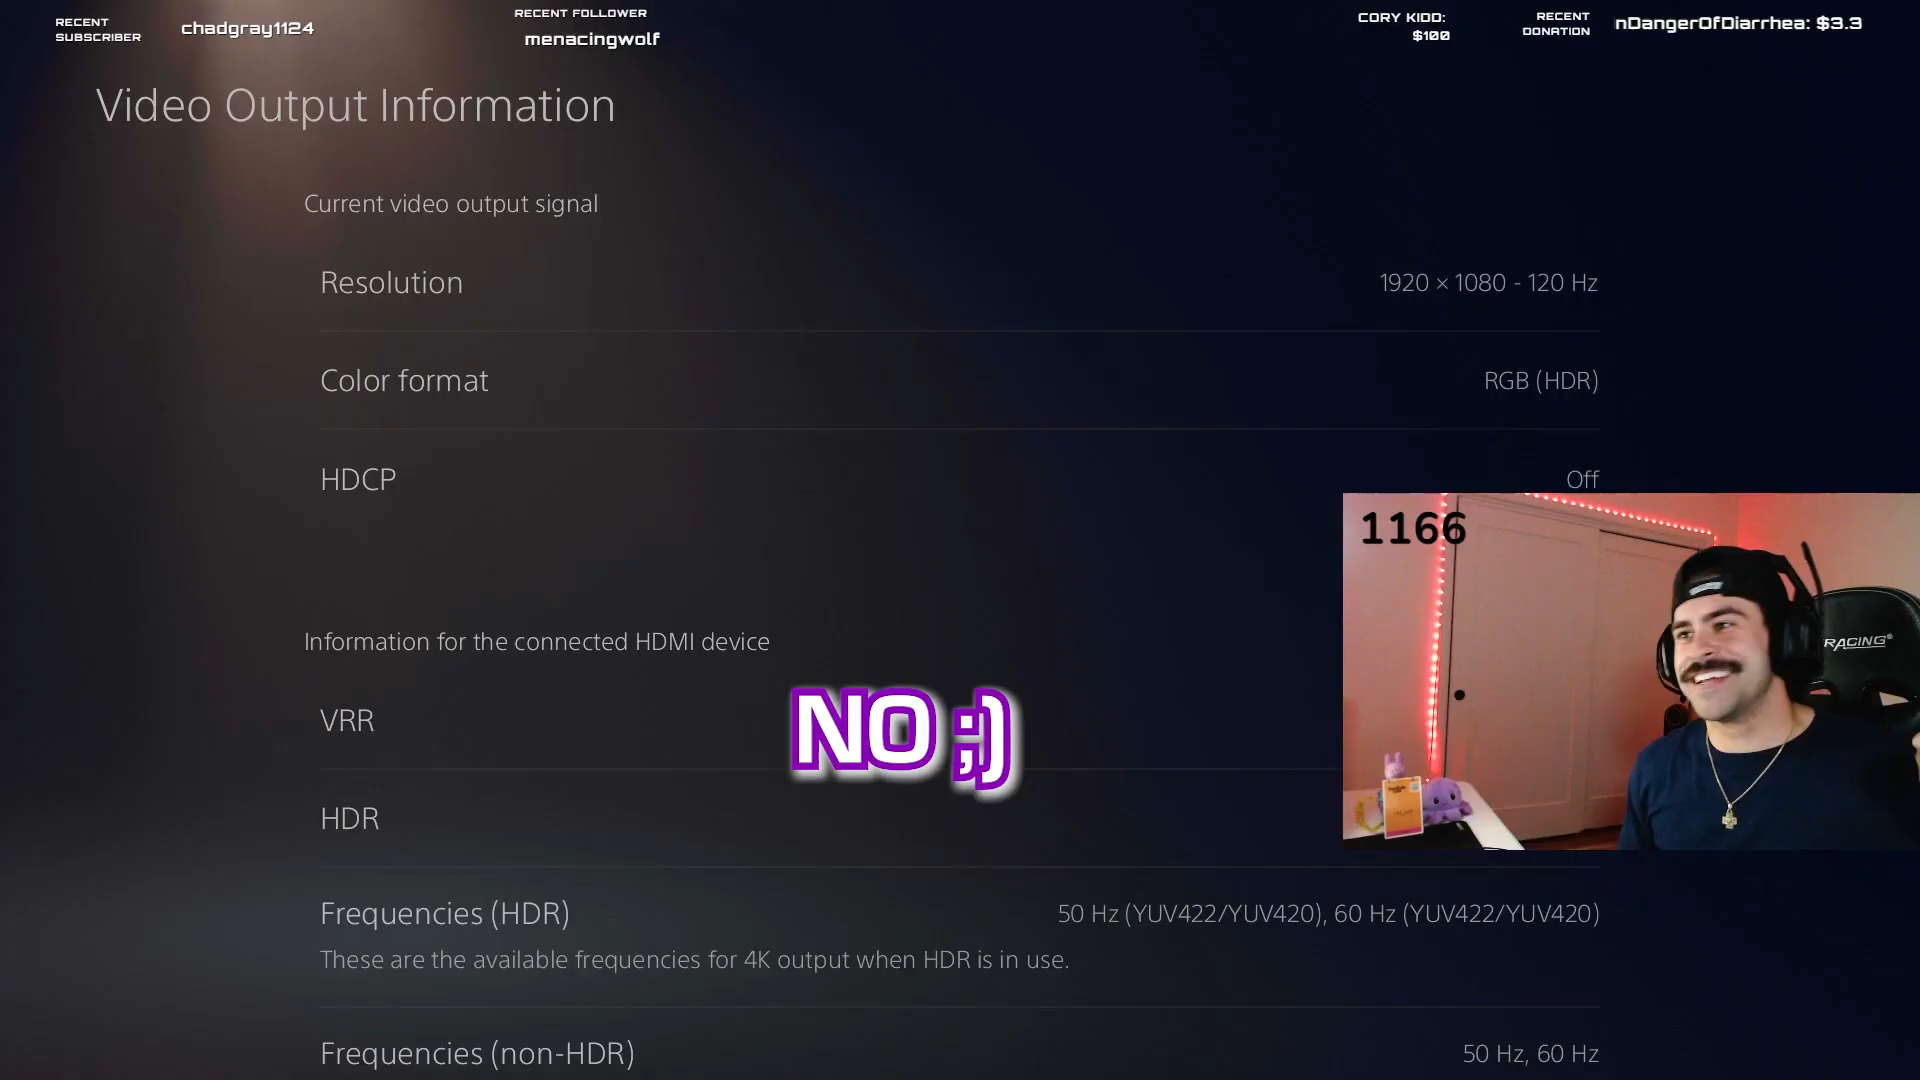 RECENT
SUBSCRIBER
chadgray1124
RECENT FOLLOWER
menacingwolf
CORY KIDD:
$100
RECENT
DONATION
nDangerOfDiarrhea: $3.3
Video Output Information
Current video output signal
Resolution
1920 × 1080 - 120 Hz
Color format
RGB (HDR)
HDCP
Off
1166
RACING®
Information for the connected HDMI device
VRR
NO ;)
HDR
Frequencies (HDR)
50 Hz (YUV422/YUV420), 60 Hz (YUV422/YUV420)
These are the available frequencies for 4K output when HDR is in use.
Frequencies (non-HDR)
50 Hz, 60 Hz